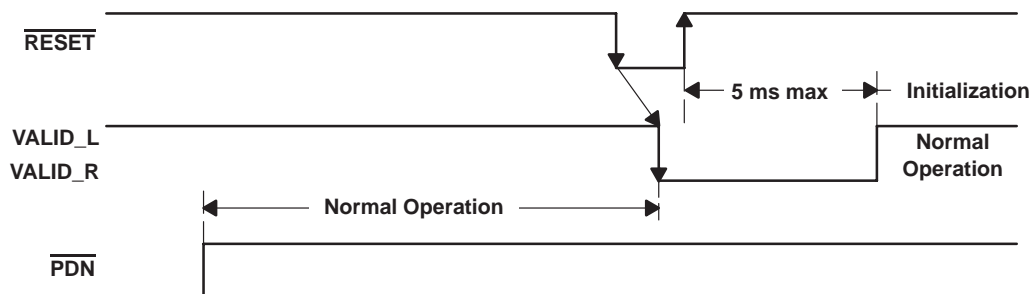 RESET
5 ms max
Initialization
VALID_L
VALID_R
Normal
Operation
Normal Operation
PDN